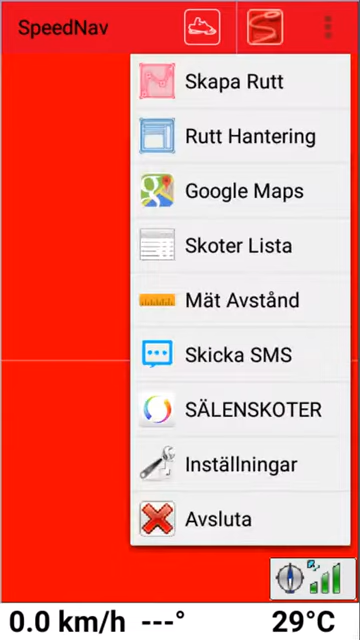 SpeedNav
Skapa Rutt
Rutt Hantering
Google Maps
Skoter Lista
Mät Avstånd
Skicka SMS
SÄLENSKOTER
Inställningar
Avsluta
0.0 km/h ---° 29°C